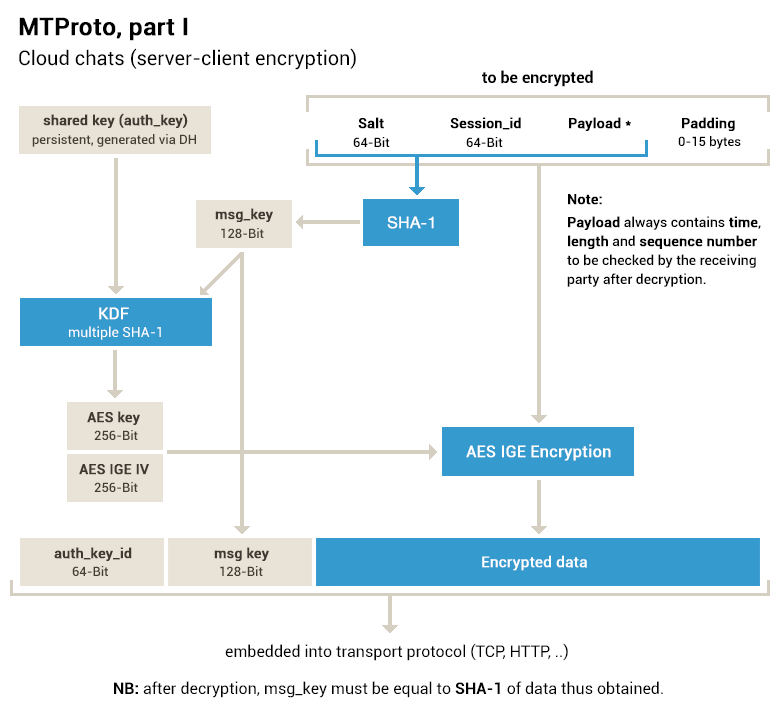 MTProto, part I
Cloud chats (server-client encryption)
to be encrypted
shared key (auth_key)
persistent, generated via DH
Salt
64-Bit
Session_id
64-Bit
Payload *
Padding
0-15 bytes
msg_key
128-Bit
SHA-1
Note:
Payload always contains time,
length and sequence number
to be checked by the receiving
party after decryption.
KDF
multiple SHA-1
AES key
256-Bit
AES IGE IV
256-Bit
AES IGE Encryption
auth_key_id
64-Bit
msg key
128-Bit
Encrypted data
embedded into transport protocol (TCP, HTTP, ..)
NB: after decryption, msg_key must be equal to SHA-1 of data thus obtained.